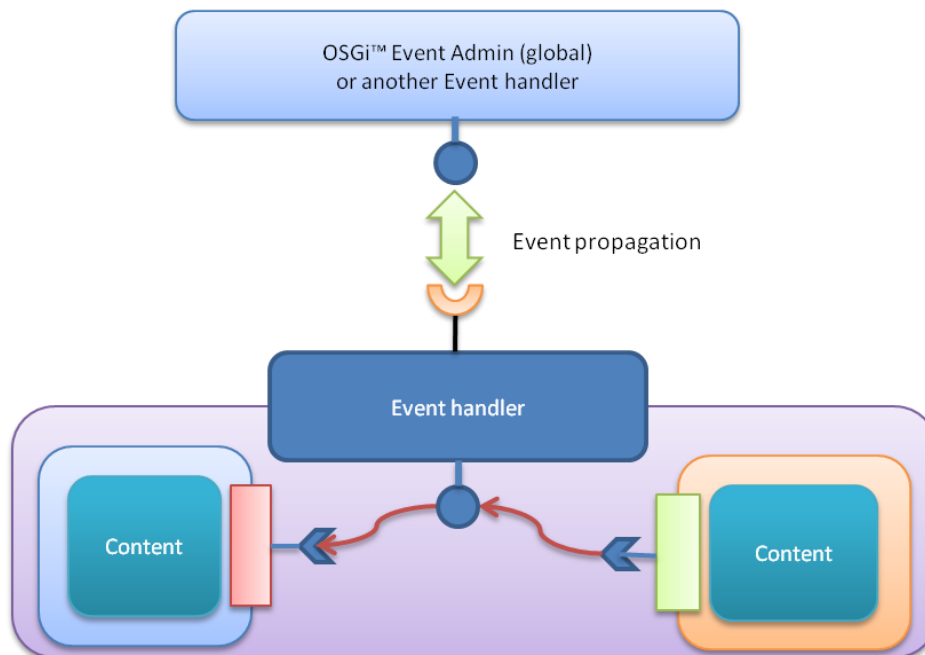 OSGi™ Event Admin (global)
or another Event handler
Event propagation
Event handler
Content
Content